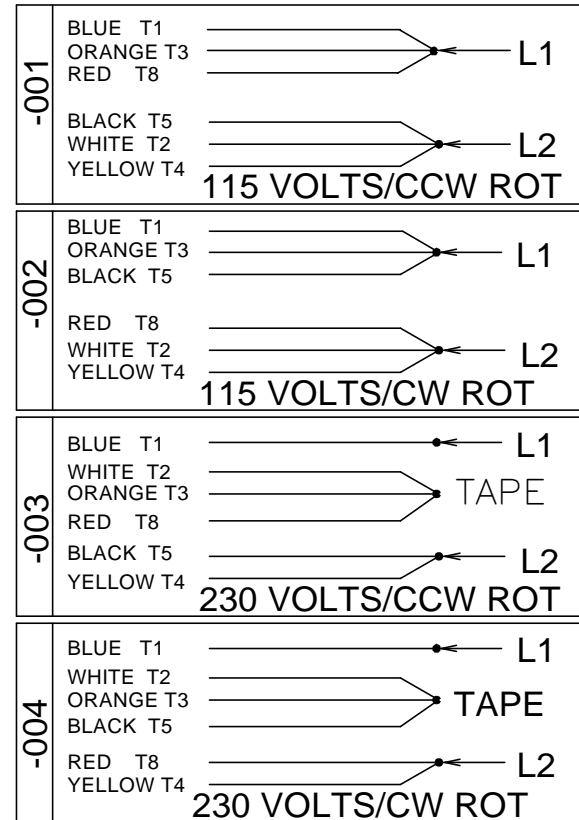 -001
BLUE T1
ORANGE T3
RED T8
L1
BLACK T5
WHITE T2
YELLOW T4
L2
115 VOLTS/CCW ROT
-002
BLUE T1
ORANGE T3
BLACK T5
L1
RED T8
WHITE T2
YELLOW T4
L2
115 VOLTS/CW ROT
-003
BLUE T1
L1
WHITE T2
ORANGE T3
RED T8
TAPE
BLACK T5
YELLOW T4
L2
230 VOLTS/CCW ROT
-004
BLUE T1
L1
WHITE T2
ORANGE T3
BLACK T5
TAPE
RED T8
YELLOW T4
L2
230 VOLTS/CW ROT